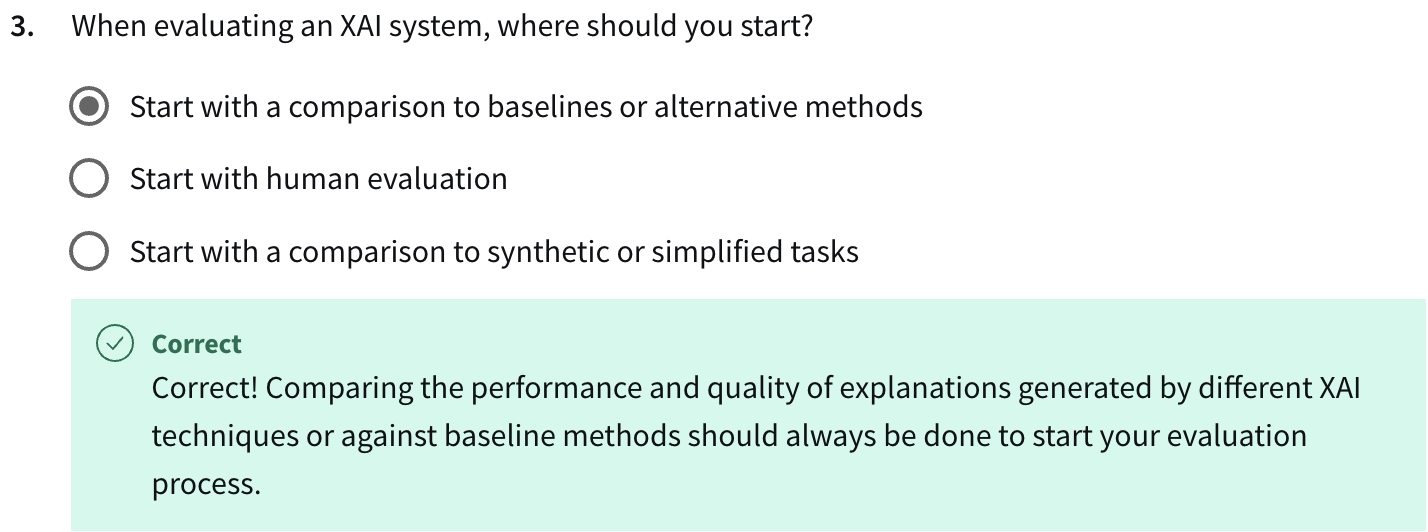 3. When evaluating an XAI system, where should you start?
Start with a comparison to baselines or alternative methods
Start with human evaluation
Start with a comparison to synthetic or simplified tasks
Correct
Correct! Comparing the performance and quality of explanations generated by different XAI
techniques or against baseline methods should always be done to start your evaluation
process.